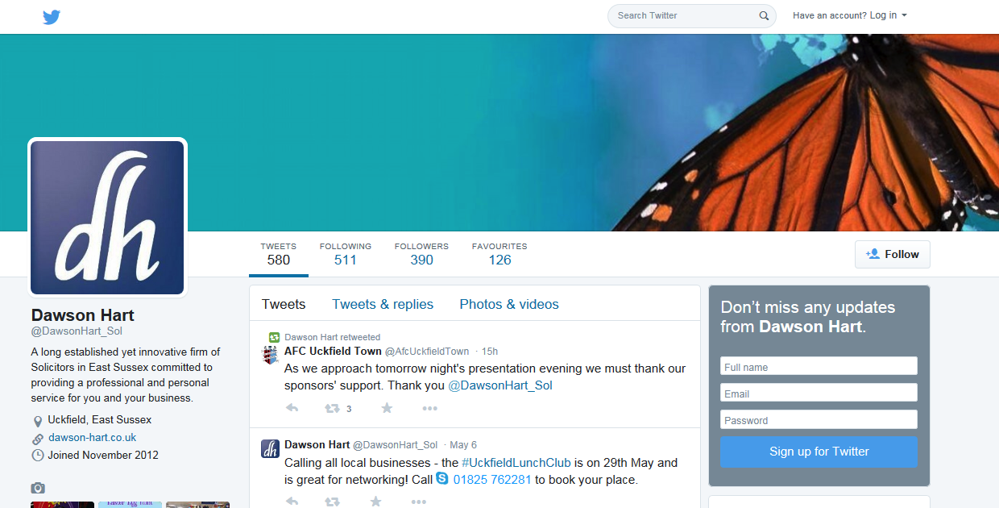 Search Twitter
Have an account? Log in
dh
TWEETS
580
FOLLOWING
511
FOLLOWERS
390
FAVOURITES
126
Follow
Dawson Hart
@DawsonHart_Sol
A long established yet innovative firm of
Solicitors in East Sussex committed to
providing a professional and personal
service for you and your business.
Uckfield, East Sussex
dawson-hart.co.uk
Joined November 2012
Tweets
Tweets & replies
Photos & videos
Dawson Hart retweeted
AFC Uckfield Town @AfcUckfieldTown · 15h
As we approach tomorrow night's presentation evening we must thank our
sponsors' support. Thank you @DawsonHart_Sol
3
dh
Dawson Hart @DawsonHart_Sol · May 6
Calling all local businesses - the #UckfieldLunchClub is on 29th May and
is great for networking! Call S 01825 762281 to book your place.
Don't miss any updates
from Dawson Hart.
Full name
Email
Password
Sign up for Twitter